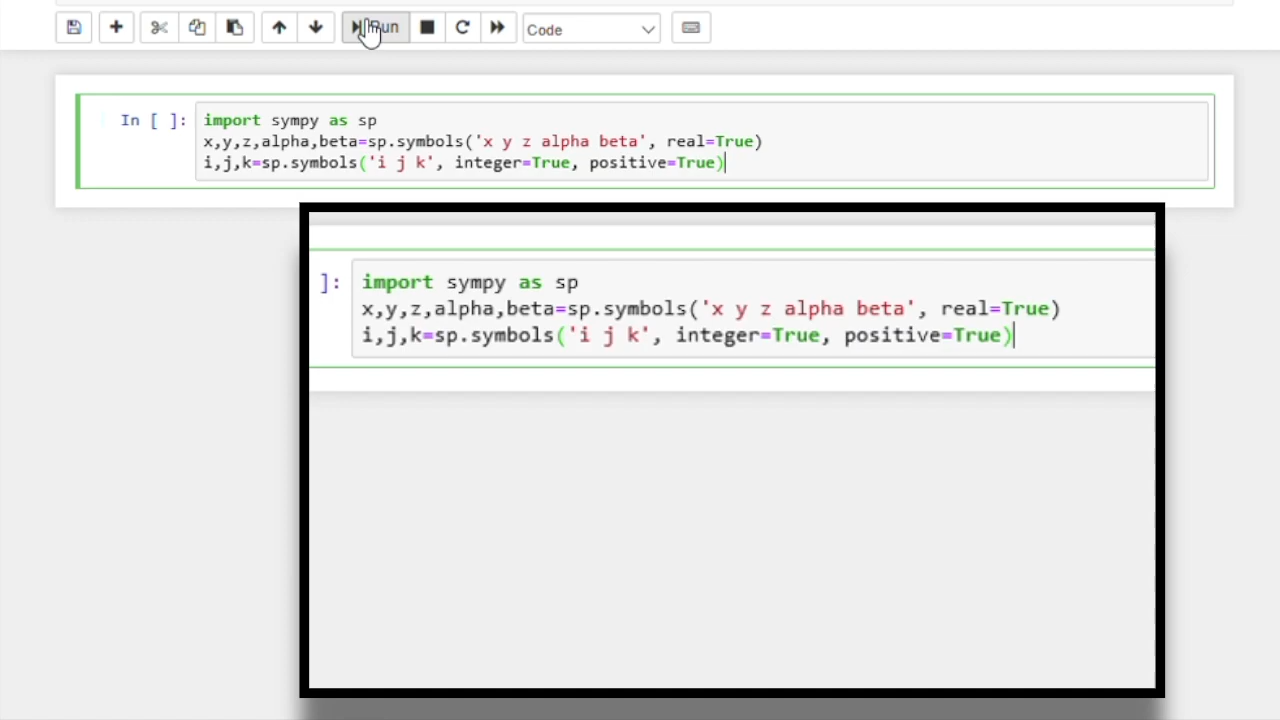 Run
Code
In [ ]:
import sympy as sp
x,y,z,alpha,beta=sp.symbols('x y z alpha beta', real=True)
i,j,k=sp.symbols('i j k', integer=True, positive=True)
]:
import sympy as sp
x,y,z,alpha,beta=sp.symbols('x y z alpha beta', real=True)
i,j,k=sp.symbols('i j k', integer=True, positive=True)